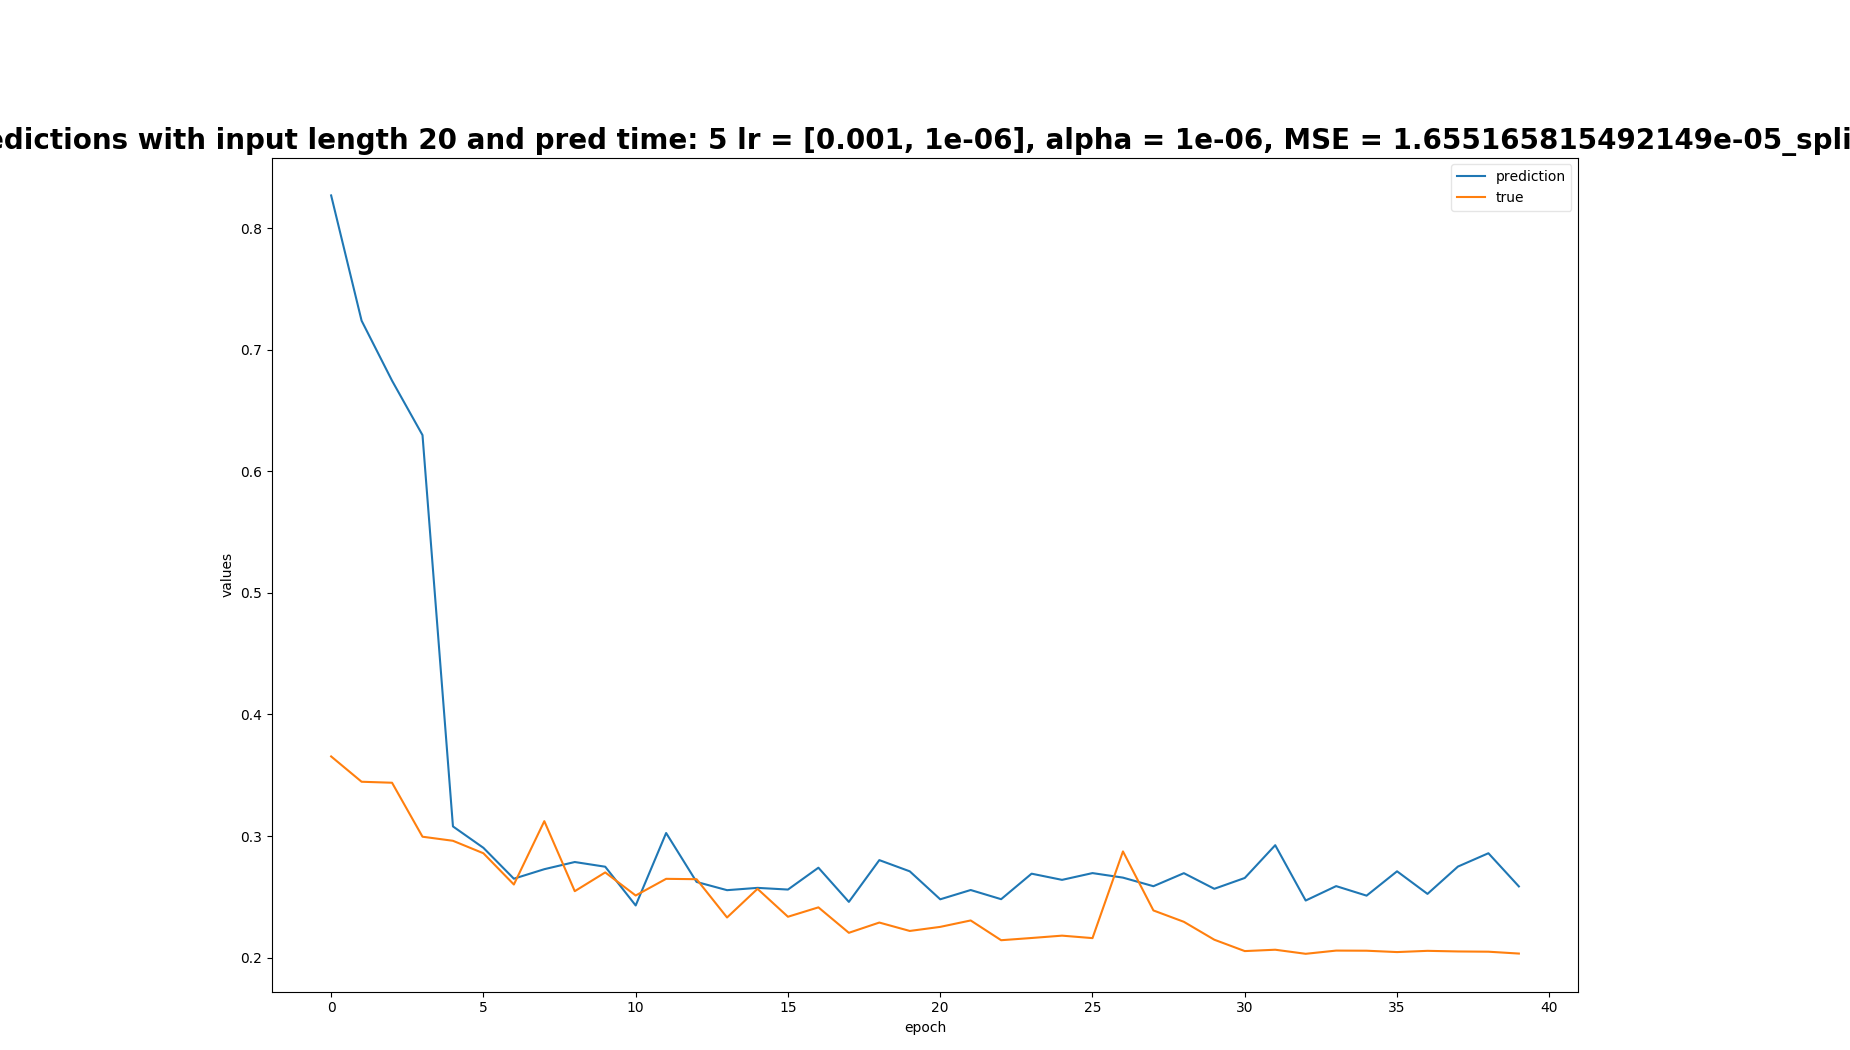 edictions with input length 20 and pred time: 5 lr = [0.001, 1e-06], alpha = 1e-06, MSE = 1.655165815492149e-05_spli
prediction
true
0.8
0.7
0.6
0.5
0.4
0.3
0.2
values
0 5 10 15 20 25 30 35 40
epoch